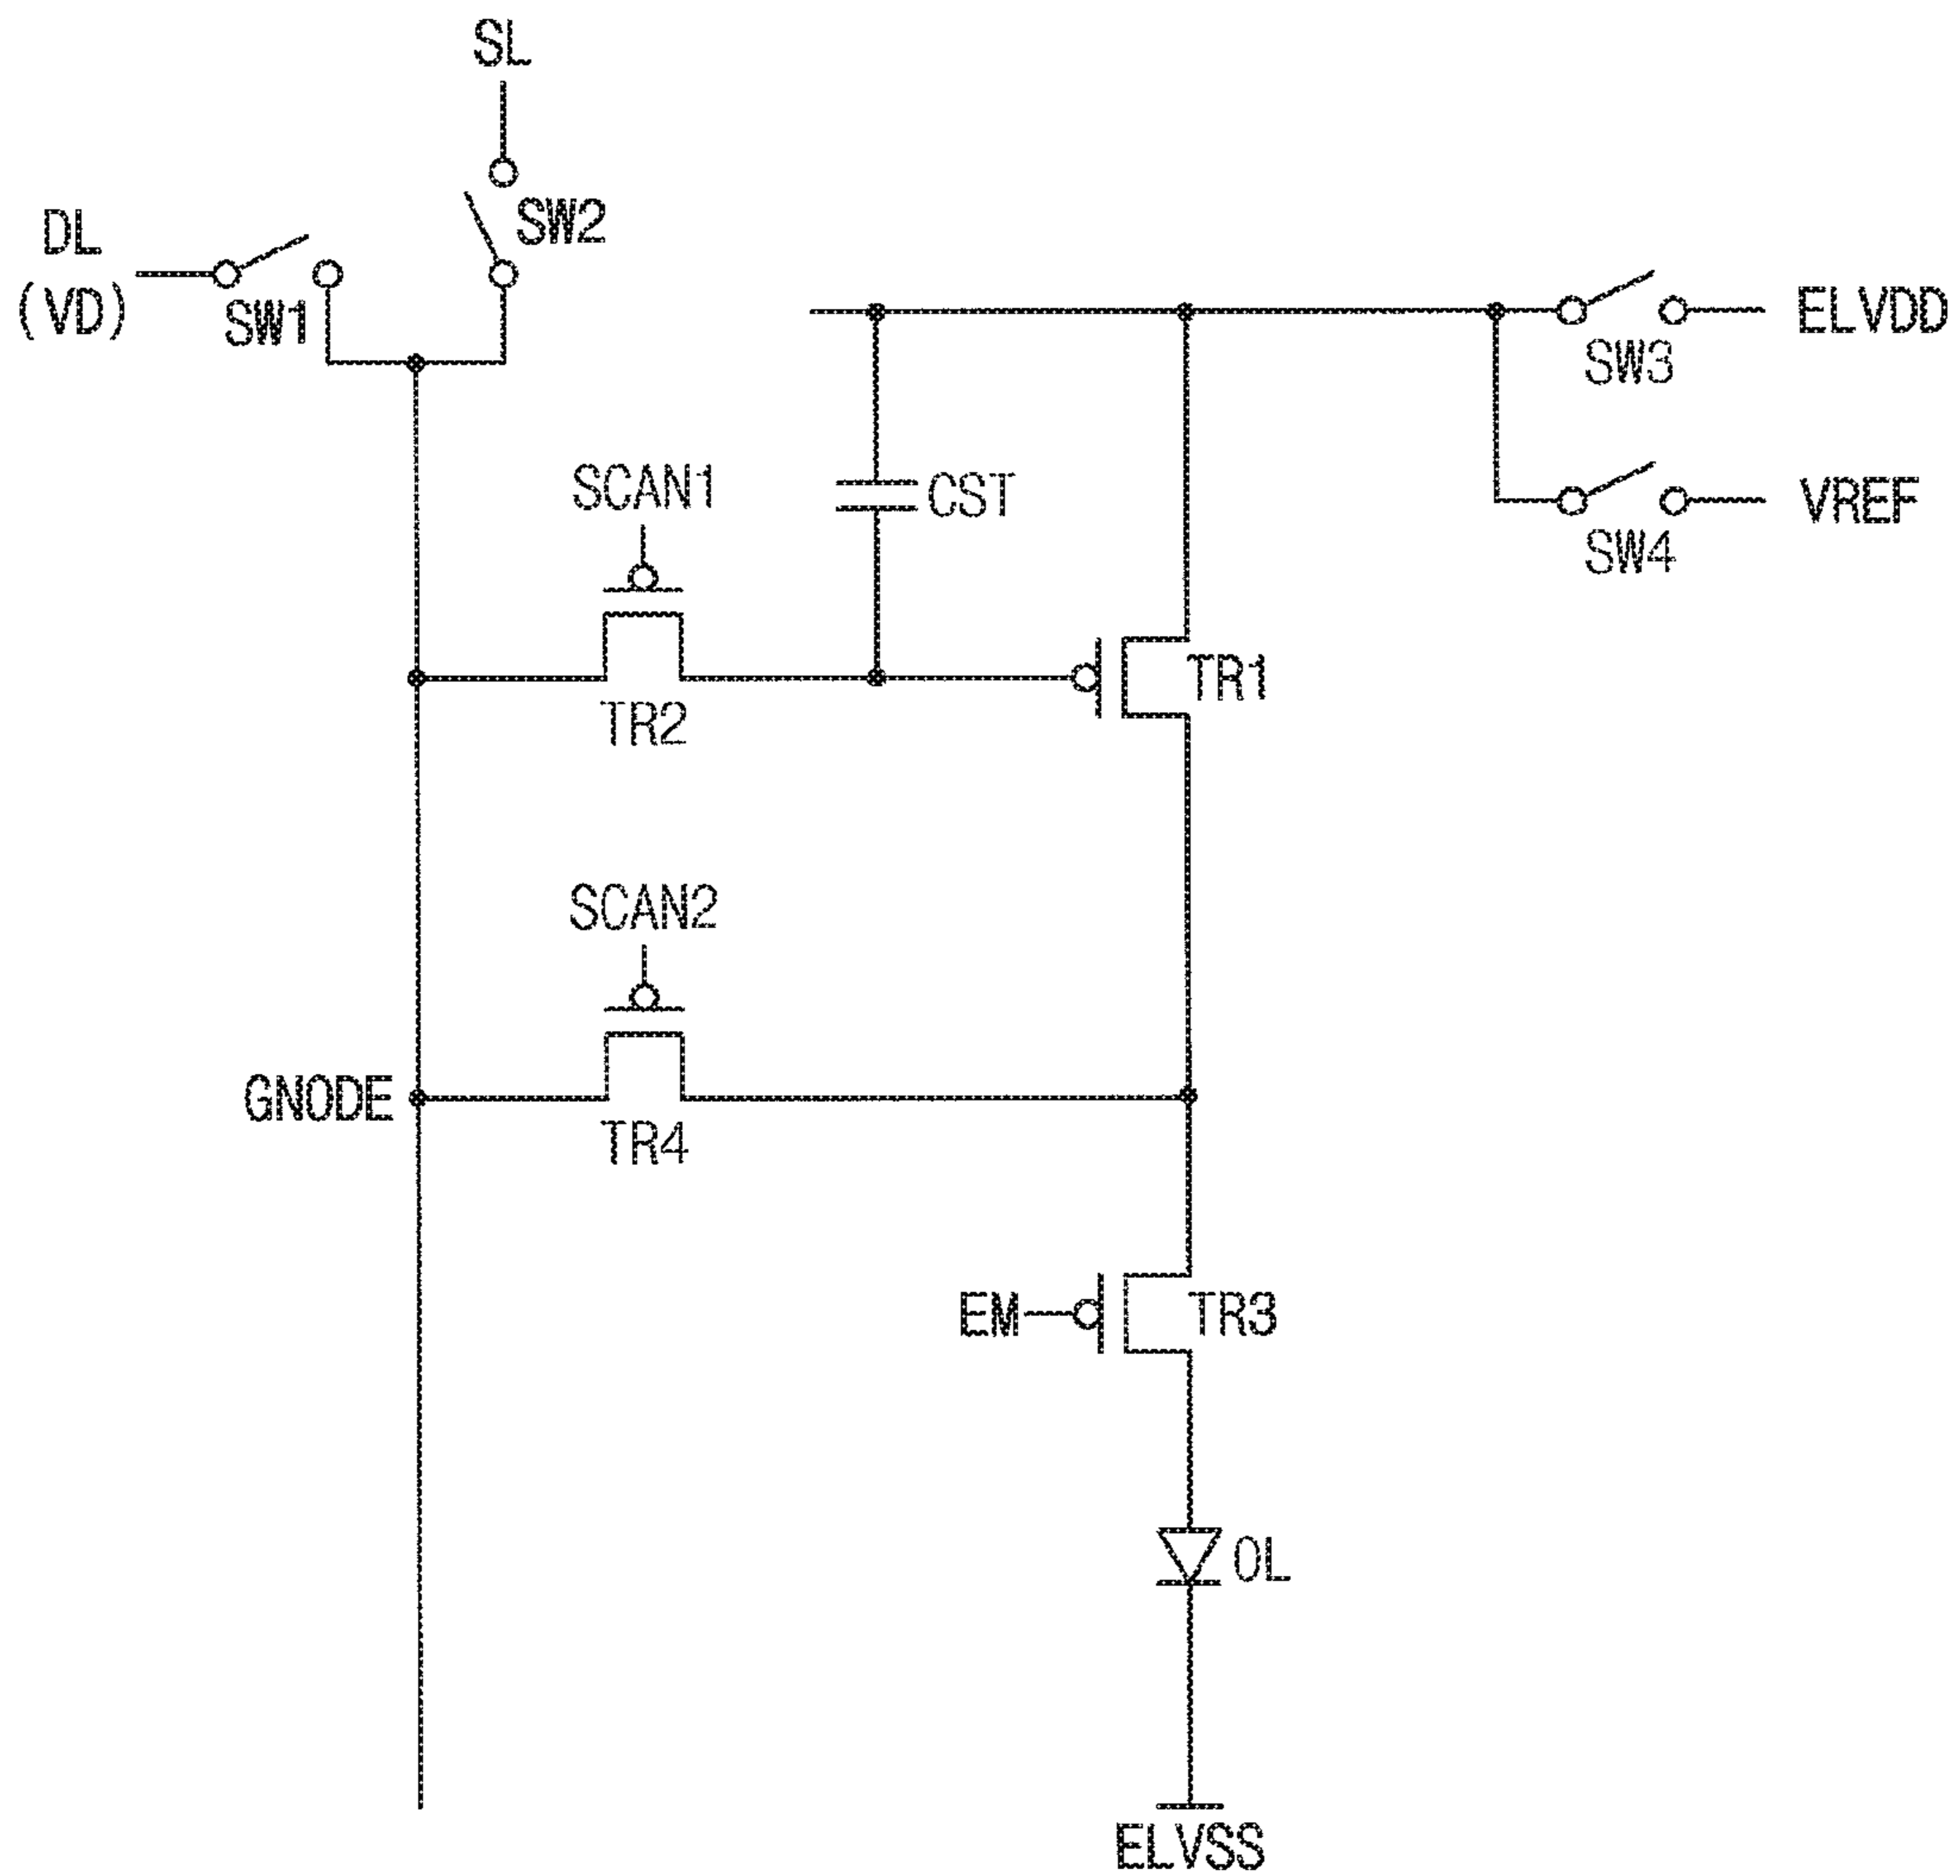 SL
DL
(VD)
SW1
SW2
ELVDD
SW3
VREF
SW4
SCAN1
CST
TR2
TR1
SCAN2
GNODE
TR4
EM
TR3
OL
ELVSS